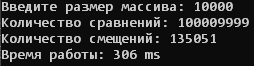 Введите размер массива: 10000
Количество сравнений: 100009999
Количество смещений: 135051
Время работы: 306 ms